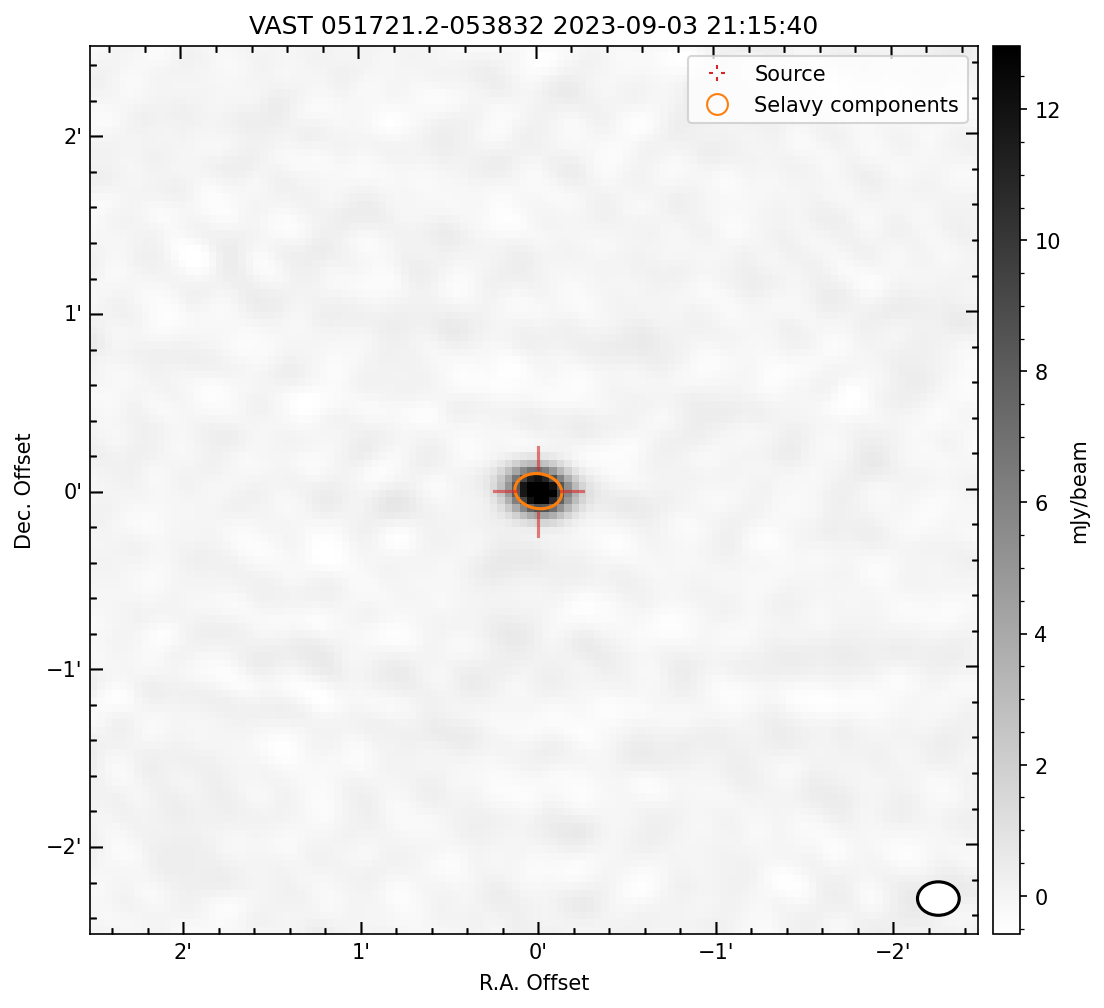 VAST 051721.2-053832 2023-09-03 21:15:40
Source
Selavy components
2'
1'
0'
−1'
−2'
Dec. Offset
2'
1'
0'
−1'
−2'
R.A. Offset
12
10
8
6
4
2
0
mJy/beam